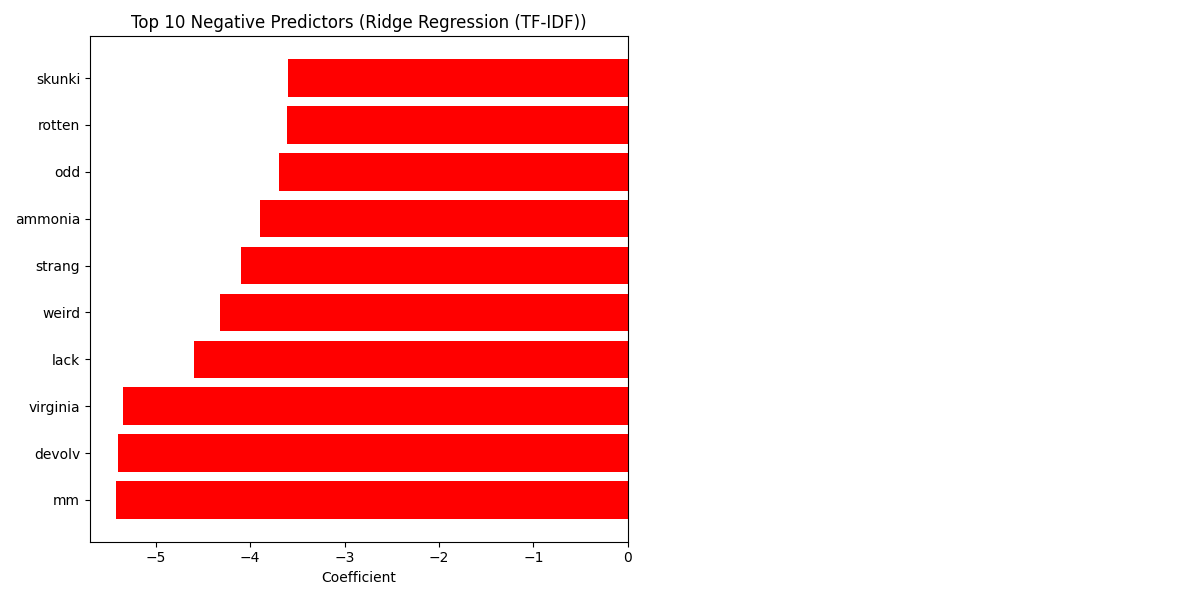 Top 10 Negative Predictors (Ridge Regression (TF-IDF))
skunki
rotten
odd
ammonia
strang
weird
lack
virginia
devolv
mm
−5 −4 −3 −2 −1 0
Coefficient